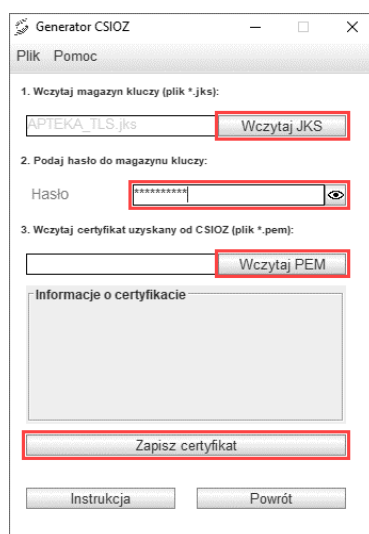 Generator CSIOZ
Plik Pomoc
1. Wczytaj magazyn kluczy (plik *.jks):
APTEKA_TLS.jks Wczytaj JKS
2. Podaj hasło do magazynu kluczy:
Hasło **********
3. Wczytaj certyfikat uzyskany od CSIOZ (plik *.pem):
Wczytaj PEM
Informacje o certyfikacie
Zapisz certyfikat
Instrukcja Powrót